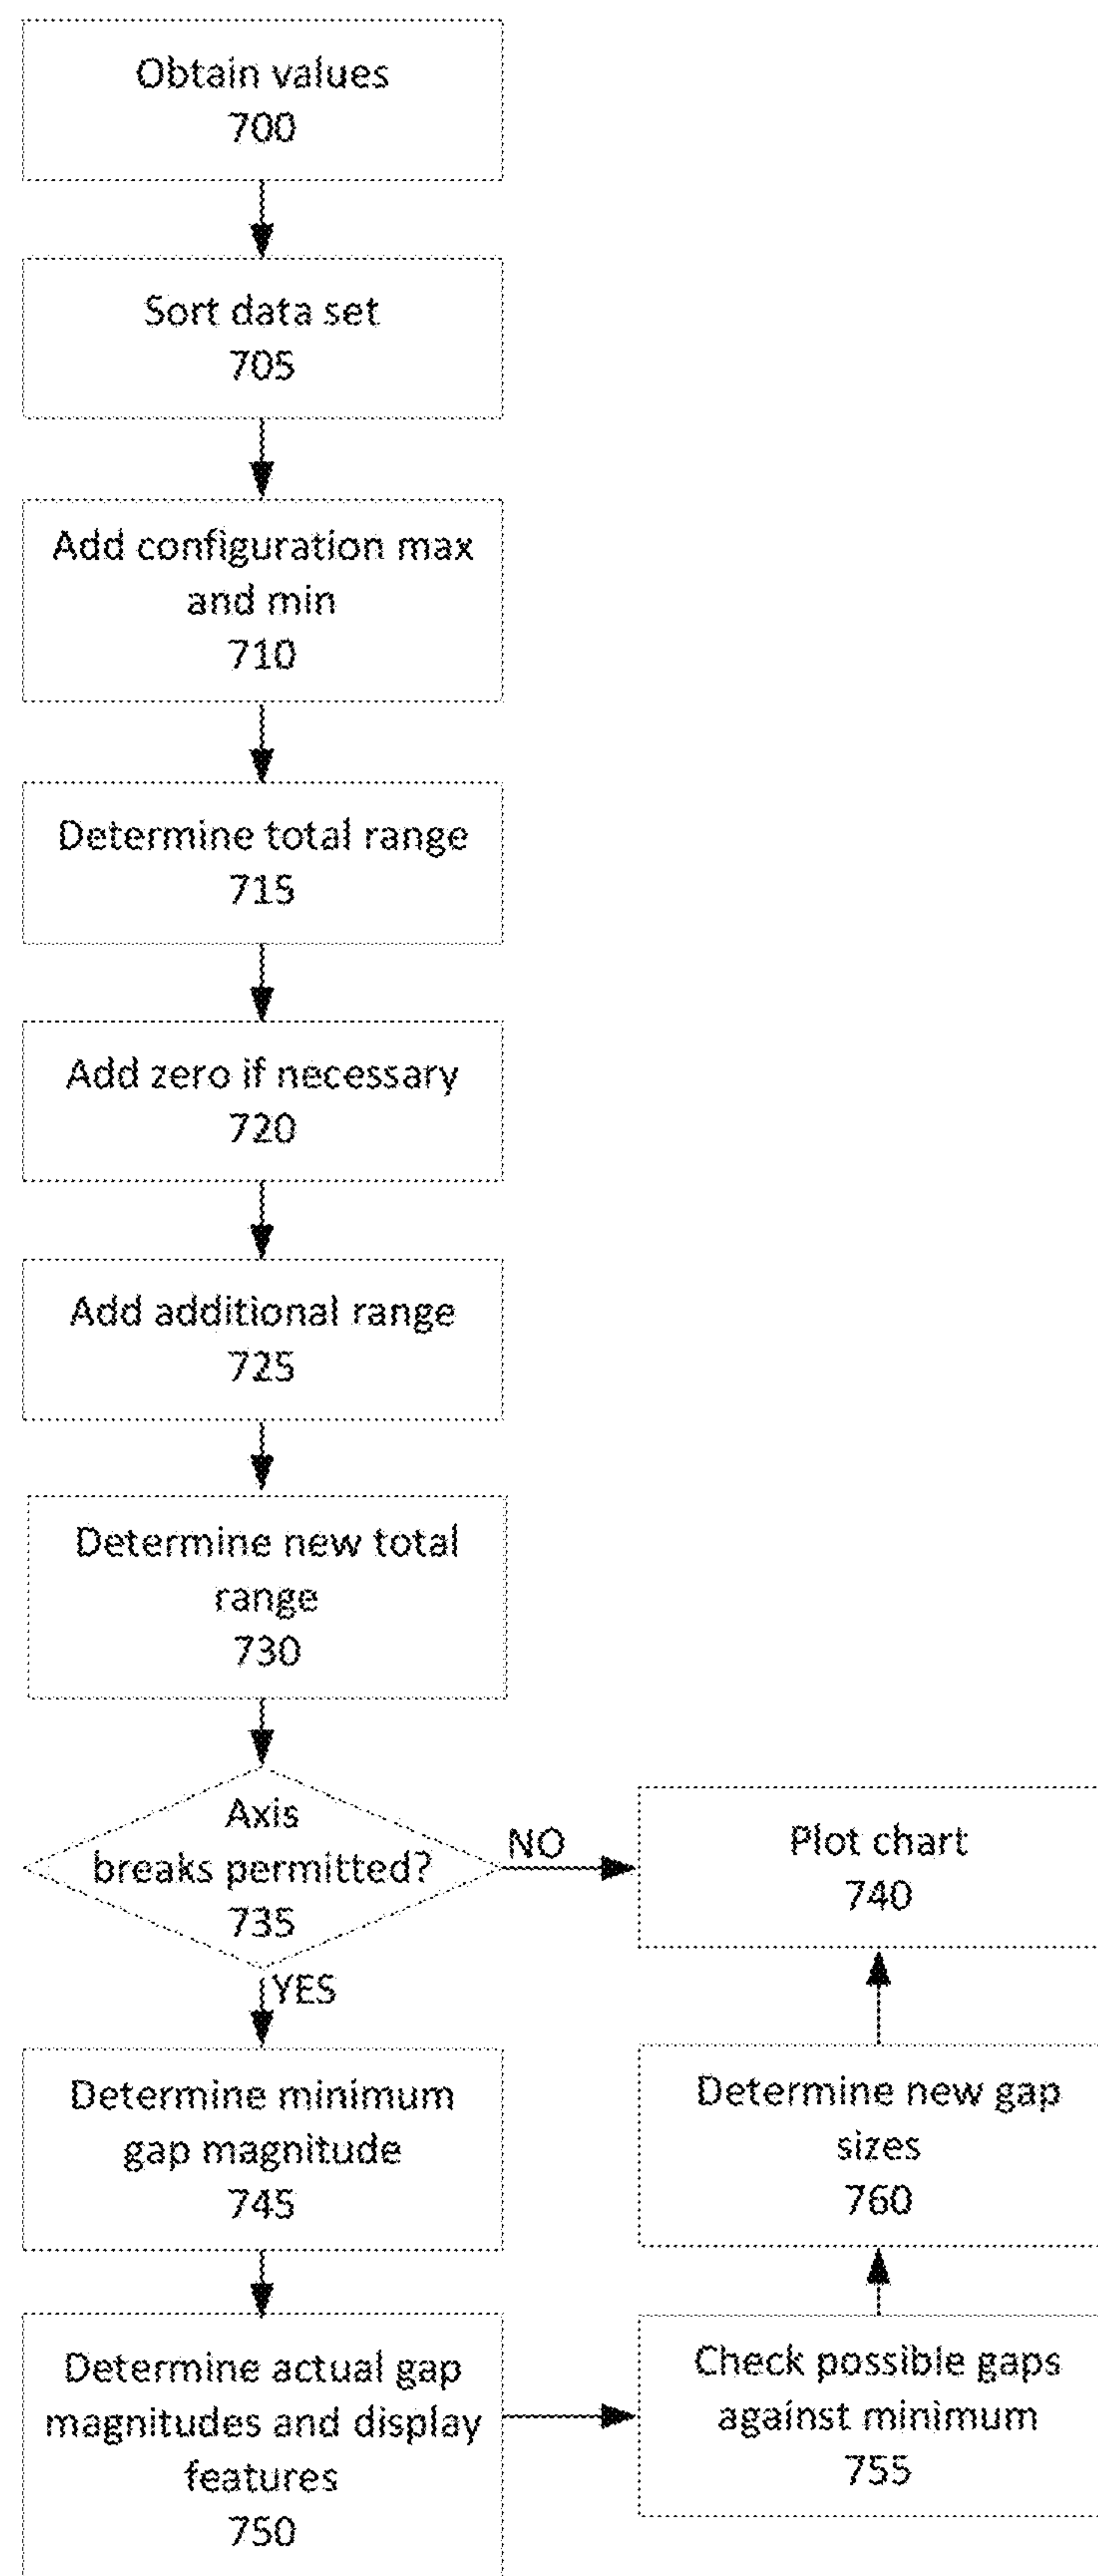 Obtain values
700
Sort data set
705
Add configuration max
and min
710
Determine total range
715
Add zero if necessary
720
Add additional range
725
Determine new total
range
730
Axis
breaks permitted?
735
NO
Plot chart
740
YES
Determine minimum
gap magnitude
745
Determine actual gap
magnitudes and display
features
750
Check possible gaps
against minimum
755
Determine new gap
sizes
760